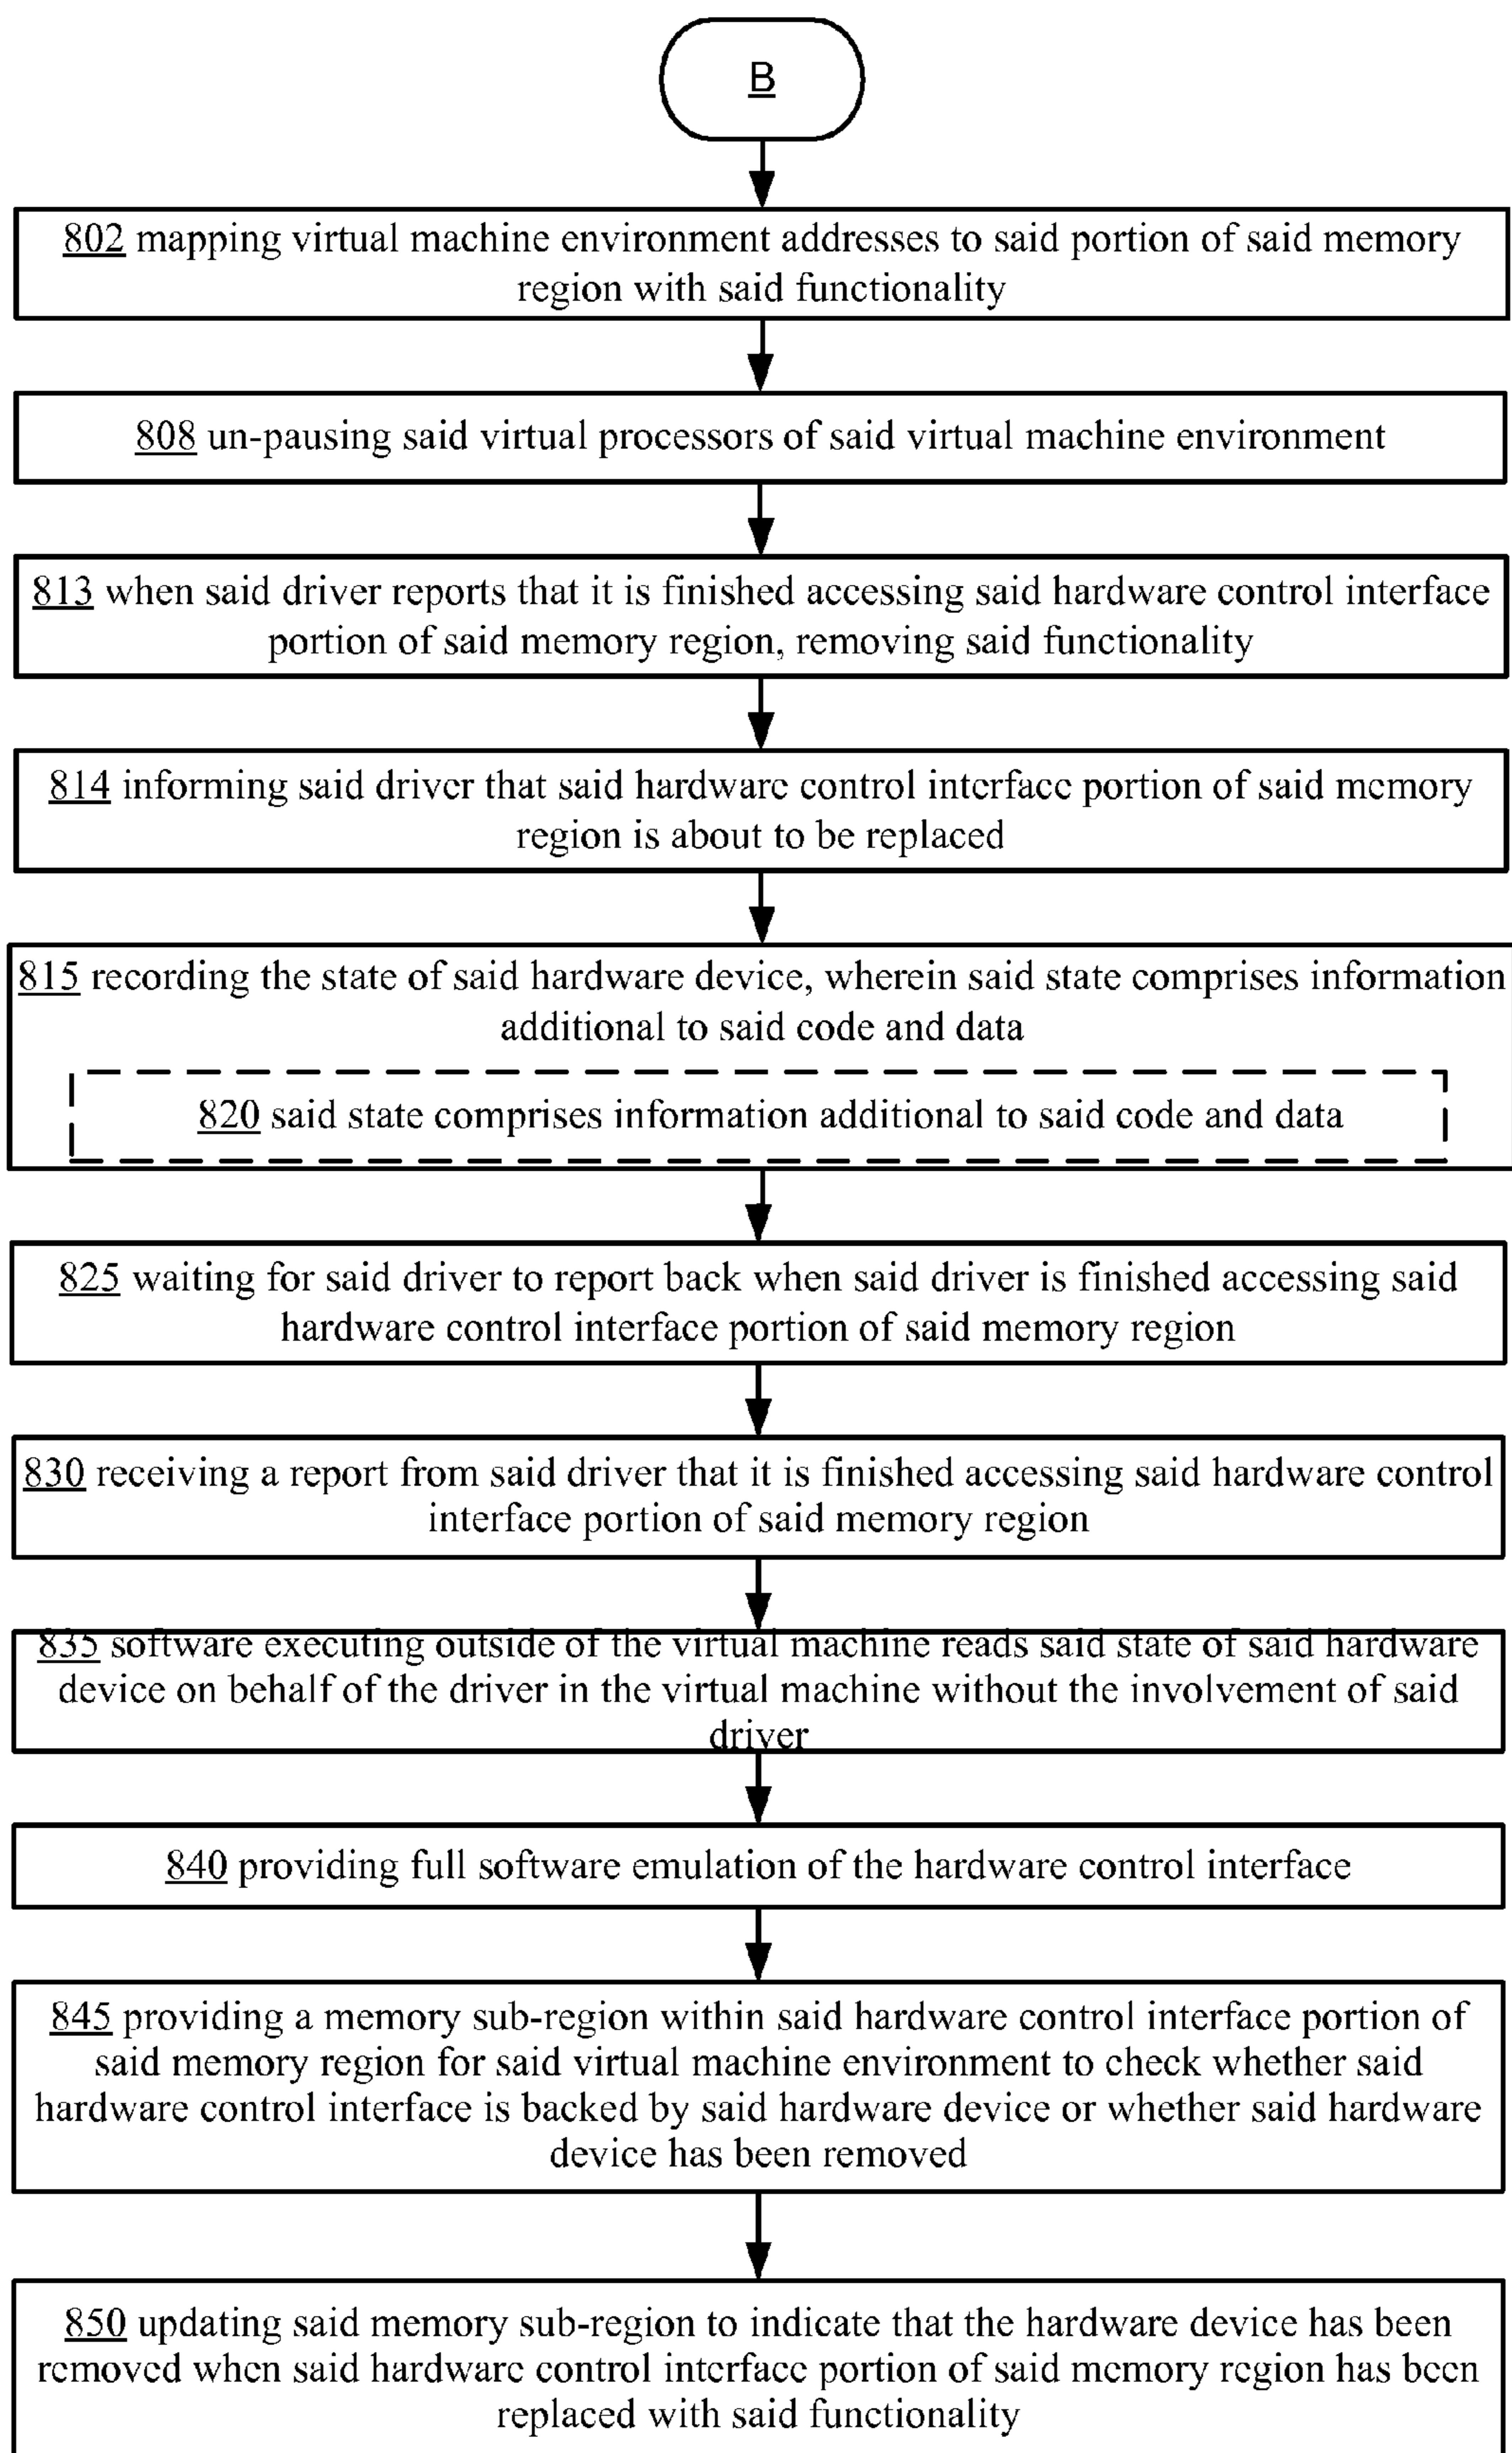 B
802 mapping virtual machine environment addresses to said portion of said memory
region with said functionality
808 un-pausing said virtual processors of said virtual machine environment
813 when said driver reports that it is finished accessing said hardware control interface
portion of said memory region, removing said functionality
814 informing said driver that said hardware control interface portion of said memory
region is about to be replaced
815 recording the state of said hardware device, wherein said state comprises information
additional to said code and data
820 said state comprises information additional to said code and data
825 waiting for said driver to report back when said driver is finished accessing said
hardware control interface portion of said memory region
830 receiving a report from said driver that it is finished accessing said hardware control
interface portion of said memory region
835 software executing outside of the virtual machine reads said state of said hardware
device on behalf of the driver in the virtual machine without the involvement of said
driver
840 providing full software emulation of the hardware control interface
845 providing a memory sub-region within said hardware control interface portion of
said memory region for said virtual machine environment to check whether said
hardware control interface is backed by said hardware device or whether said hardware
device has been removed
850 updating said memory sub-region to indicate that the hardware device has been
removed when said hardware control interface portion of said memory region has been
replaced with said functionality